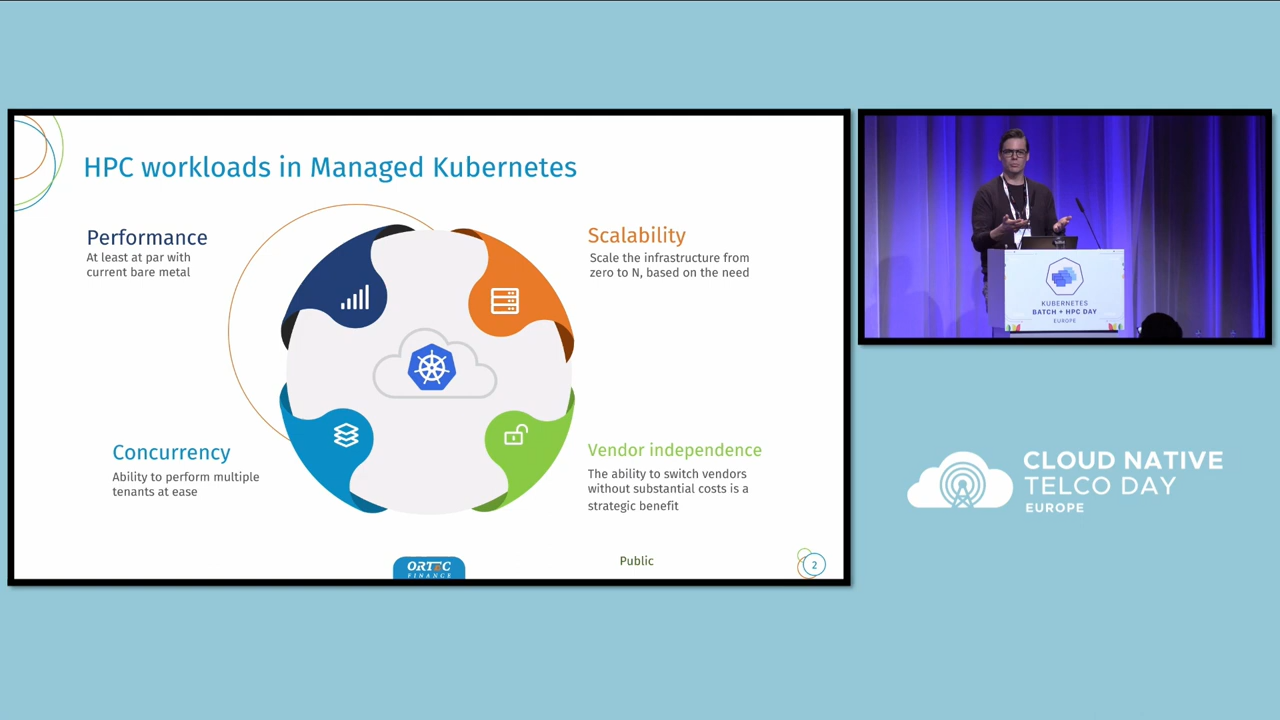 HPC workloads in Managed Kubernetes
Performance
At least at par with
current bare metal
Scalability
Scale the infrastructure from
zero to N, based on the need
Concurrency
Ability to perform multiple
tenants at ease
Vendor independence
The ability to switch vendors
without substantial costs is a
strategic benefit
ORTEC
FINANCE
Public
2
KUBERNETES
BATCH + HPC DAY
EUROPE
CLOUD NATIVE
TELCO DAY
EUROPE